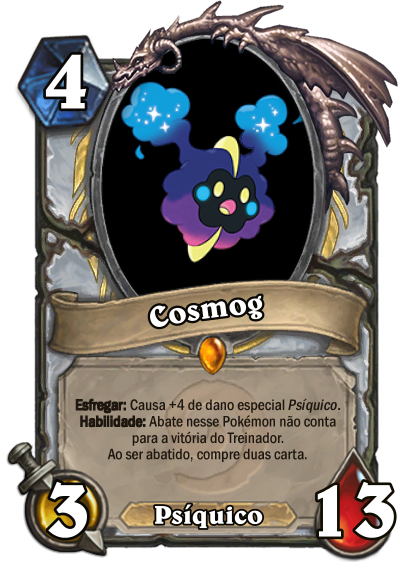 4
Cosmog
Esfregar: Causa +4 de dano especial Psíquico.
Habilidade: Abate nesse Pokémon não conta
para a vitória do Treinador.
Ao ser abatido, compre duas carta.
3
Psíquico
13